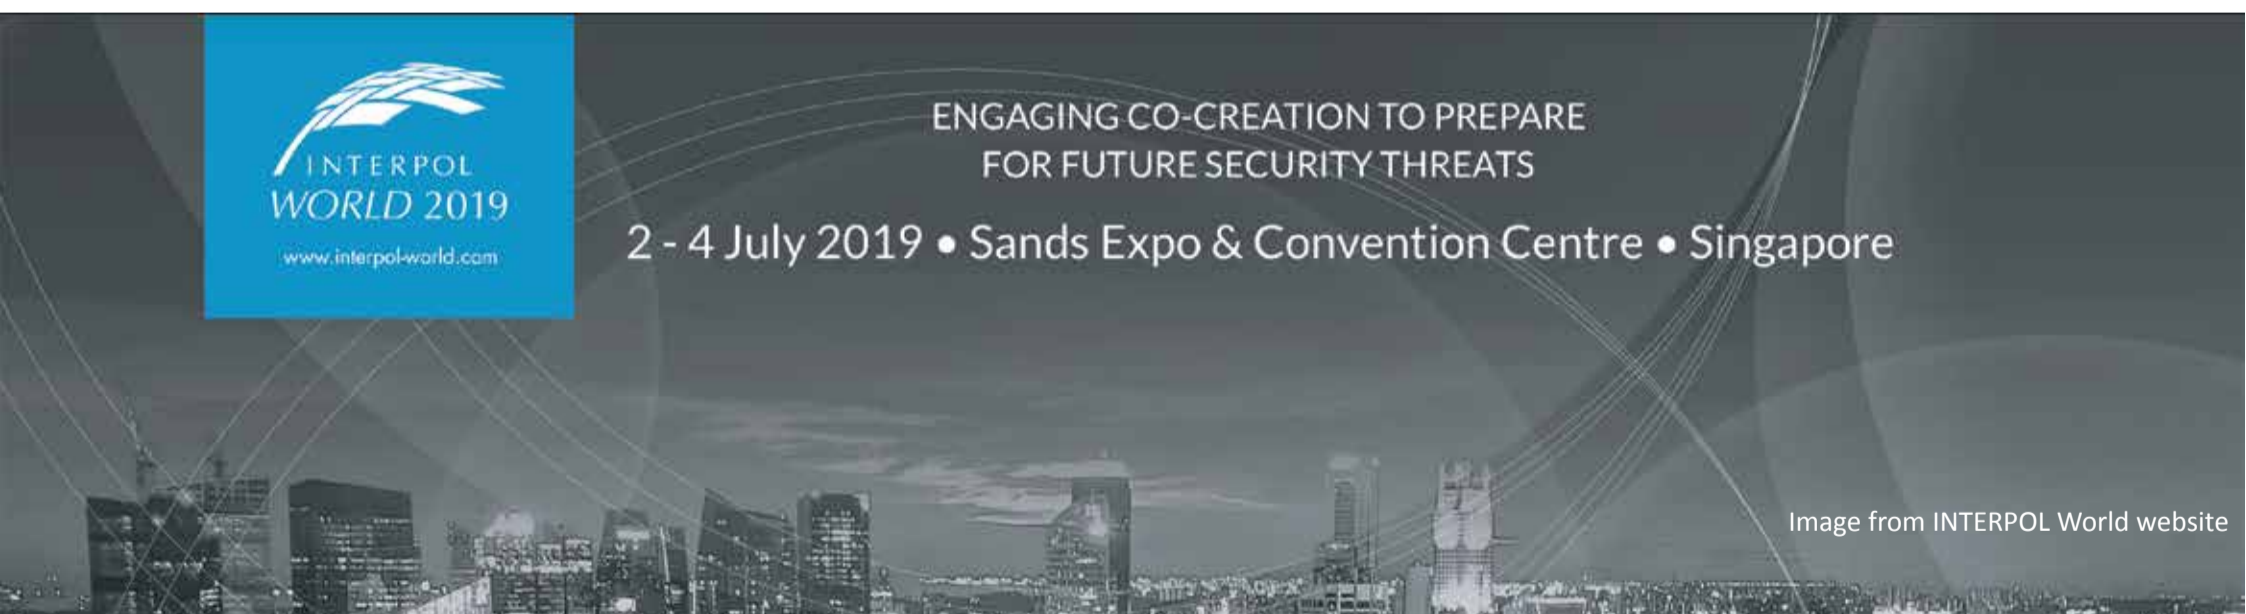 INTERPOL
WORLD 2019
www.interpol-world.com
ENGAGING CO-CREATION TO PREPARE
FOR FUTURE SECURITY THREATS
2 - 4 July 2019 • Sands Expo & Convention Centre • Singapore
Image from INTERPOL World website